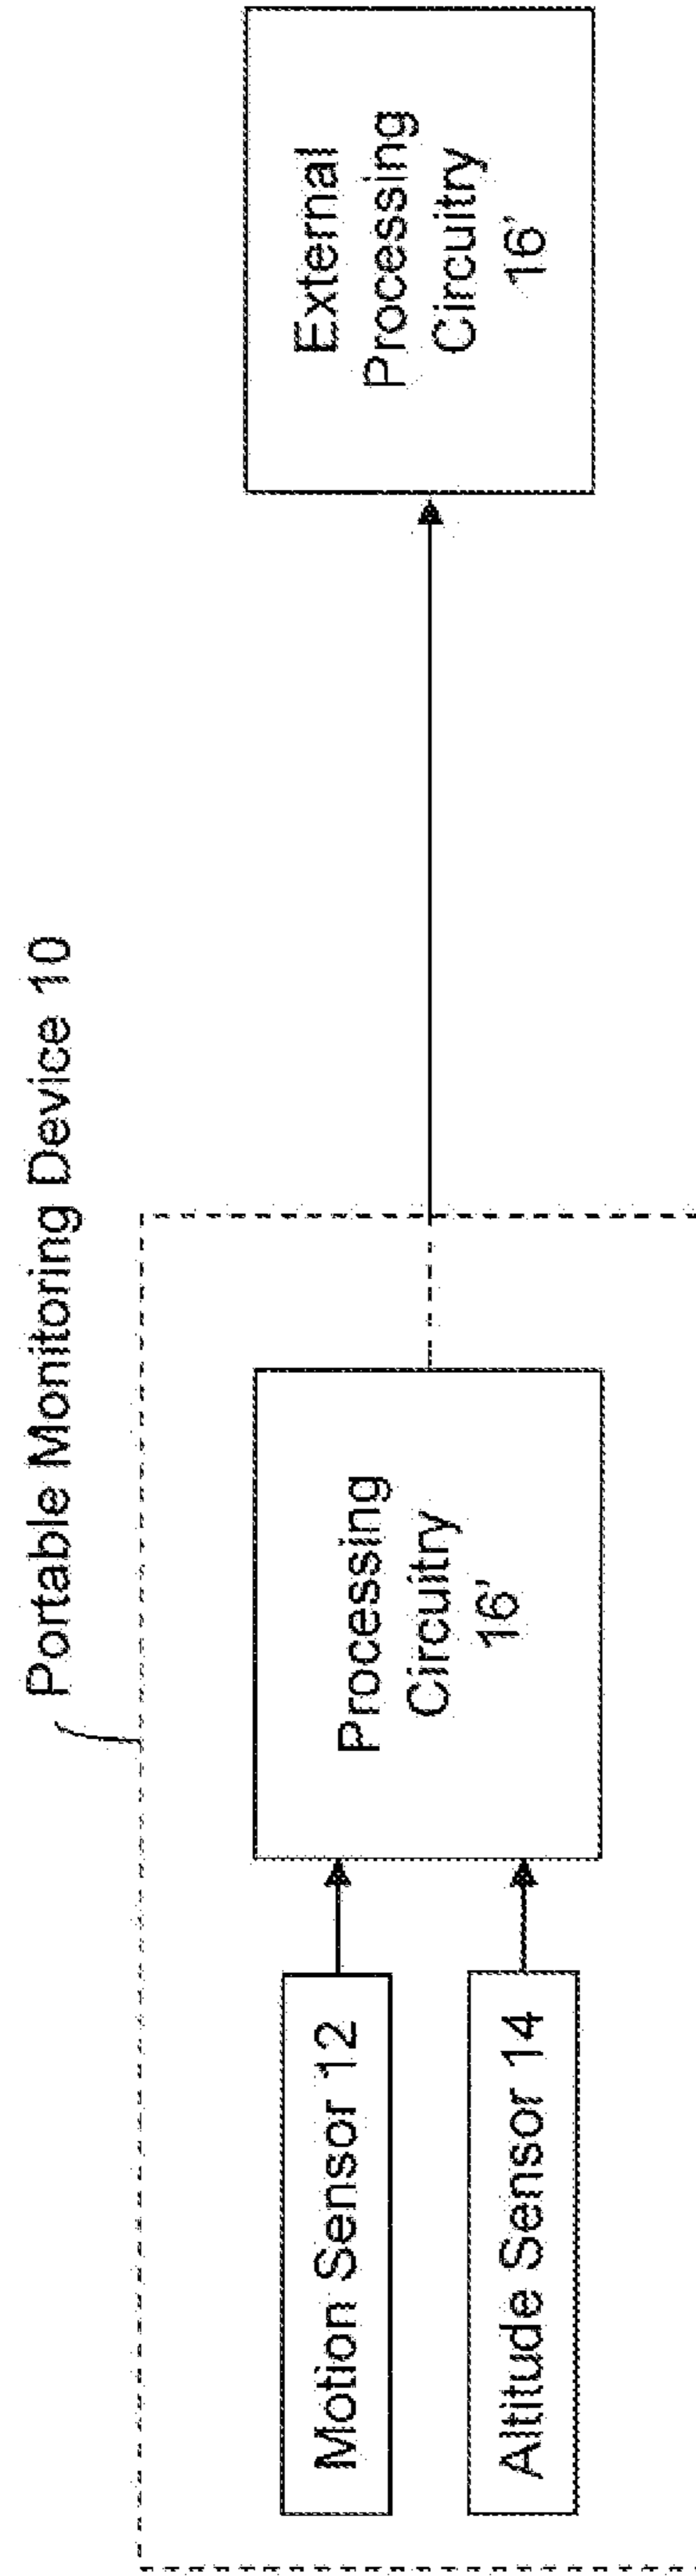 Portable Monitoring Device 10
Motion Sensor 12
Altitude Sensor 14
Processing
Circuitry
16'
External
Processing
Circuitry
16'